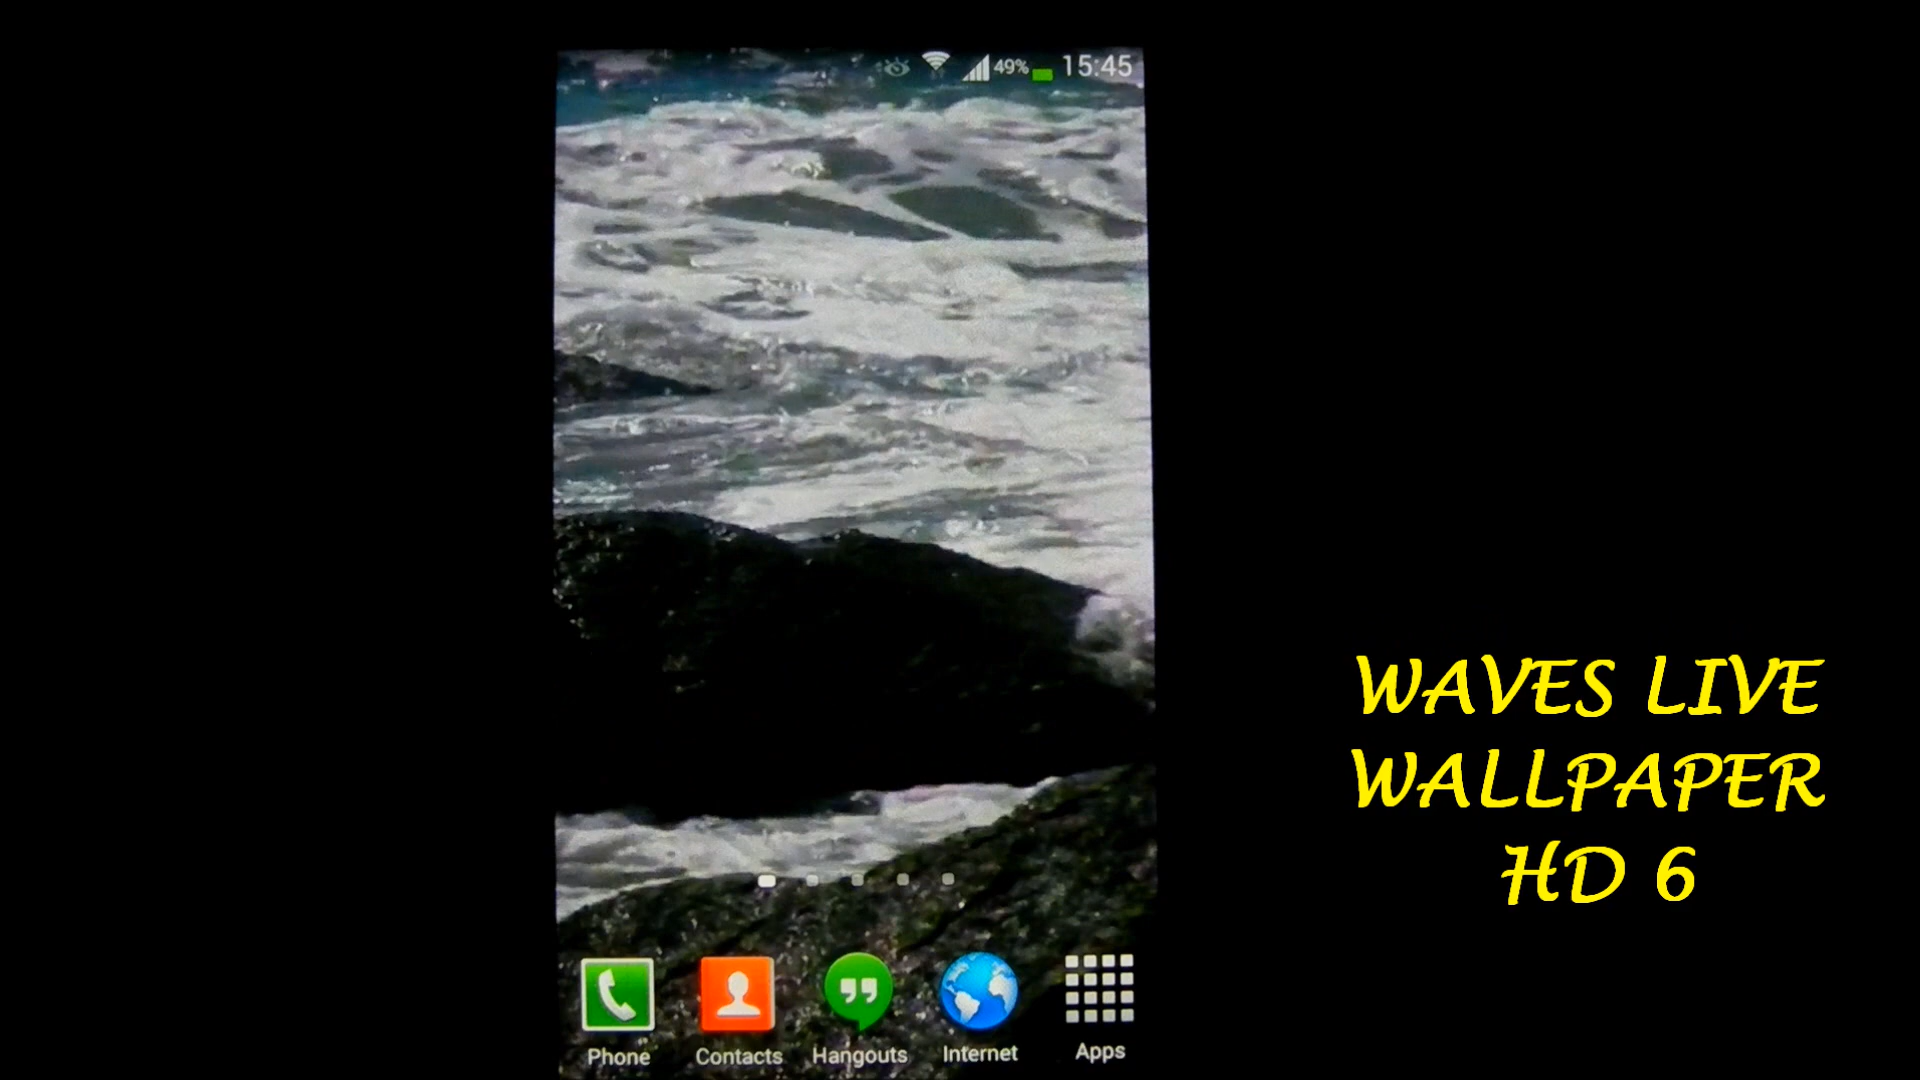 49% 15:45
WAVES LIVE
WALLPAPER
HD 6
Phone Contacts Hangouts Internet Apps